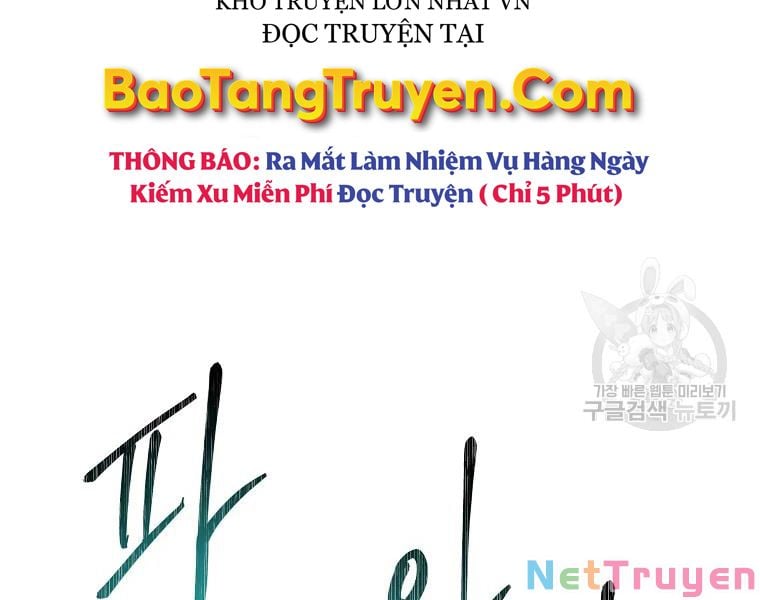 KHO TRUYỆN LỚN NHẤT VN
ĐỌC TRUYỆN TẠI
BaoTangTruyen.Com
THÔNG BÁO: Ra Mắt Làm Nhiệm Vụ Hàng Ngày
Kiếm Xu Miễn Phí Đọc Truyện ( Chỉ 5 Phút)
가장 빠른 웹툰 미리보기
구글검색 뉴토끼
파
NetTruyen